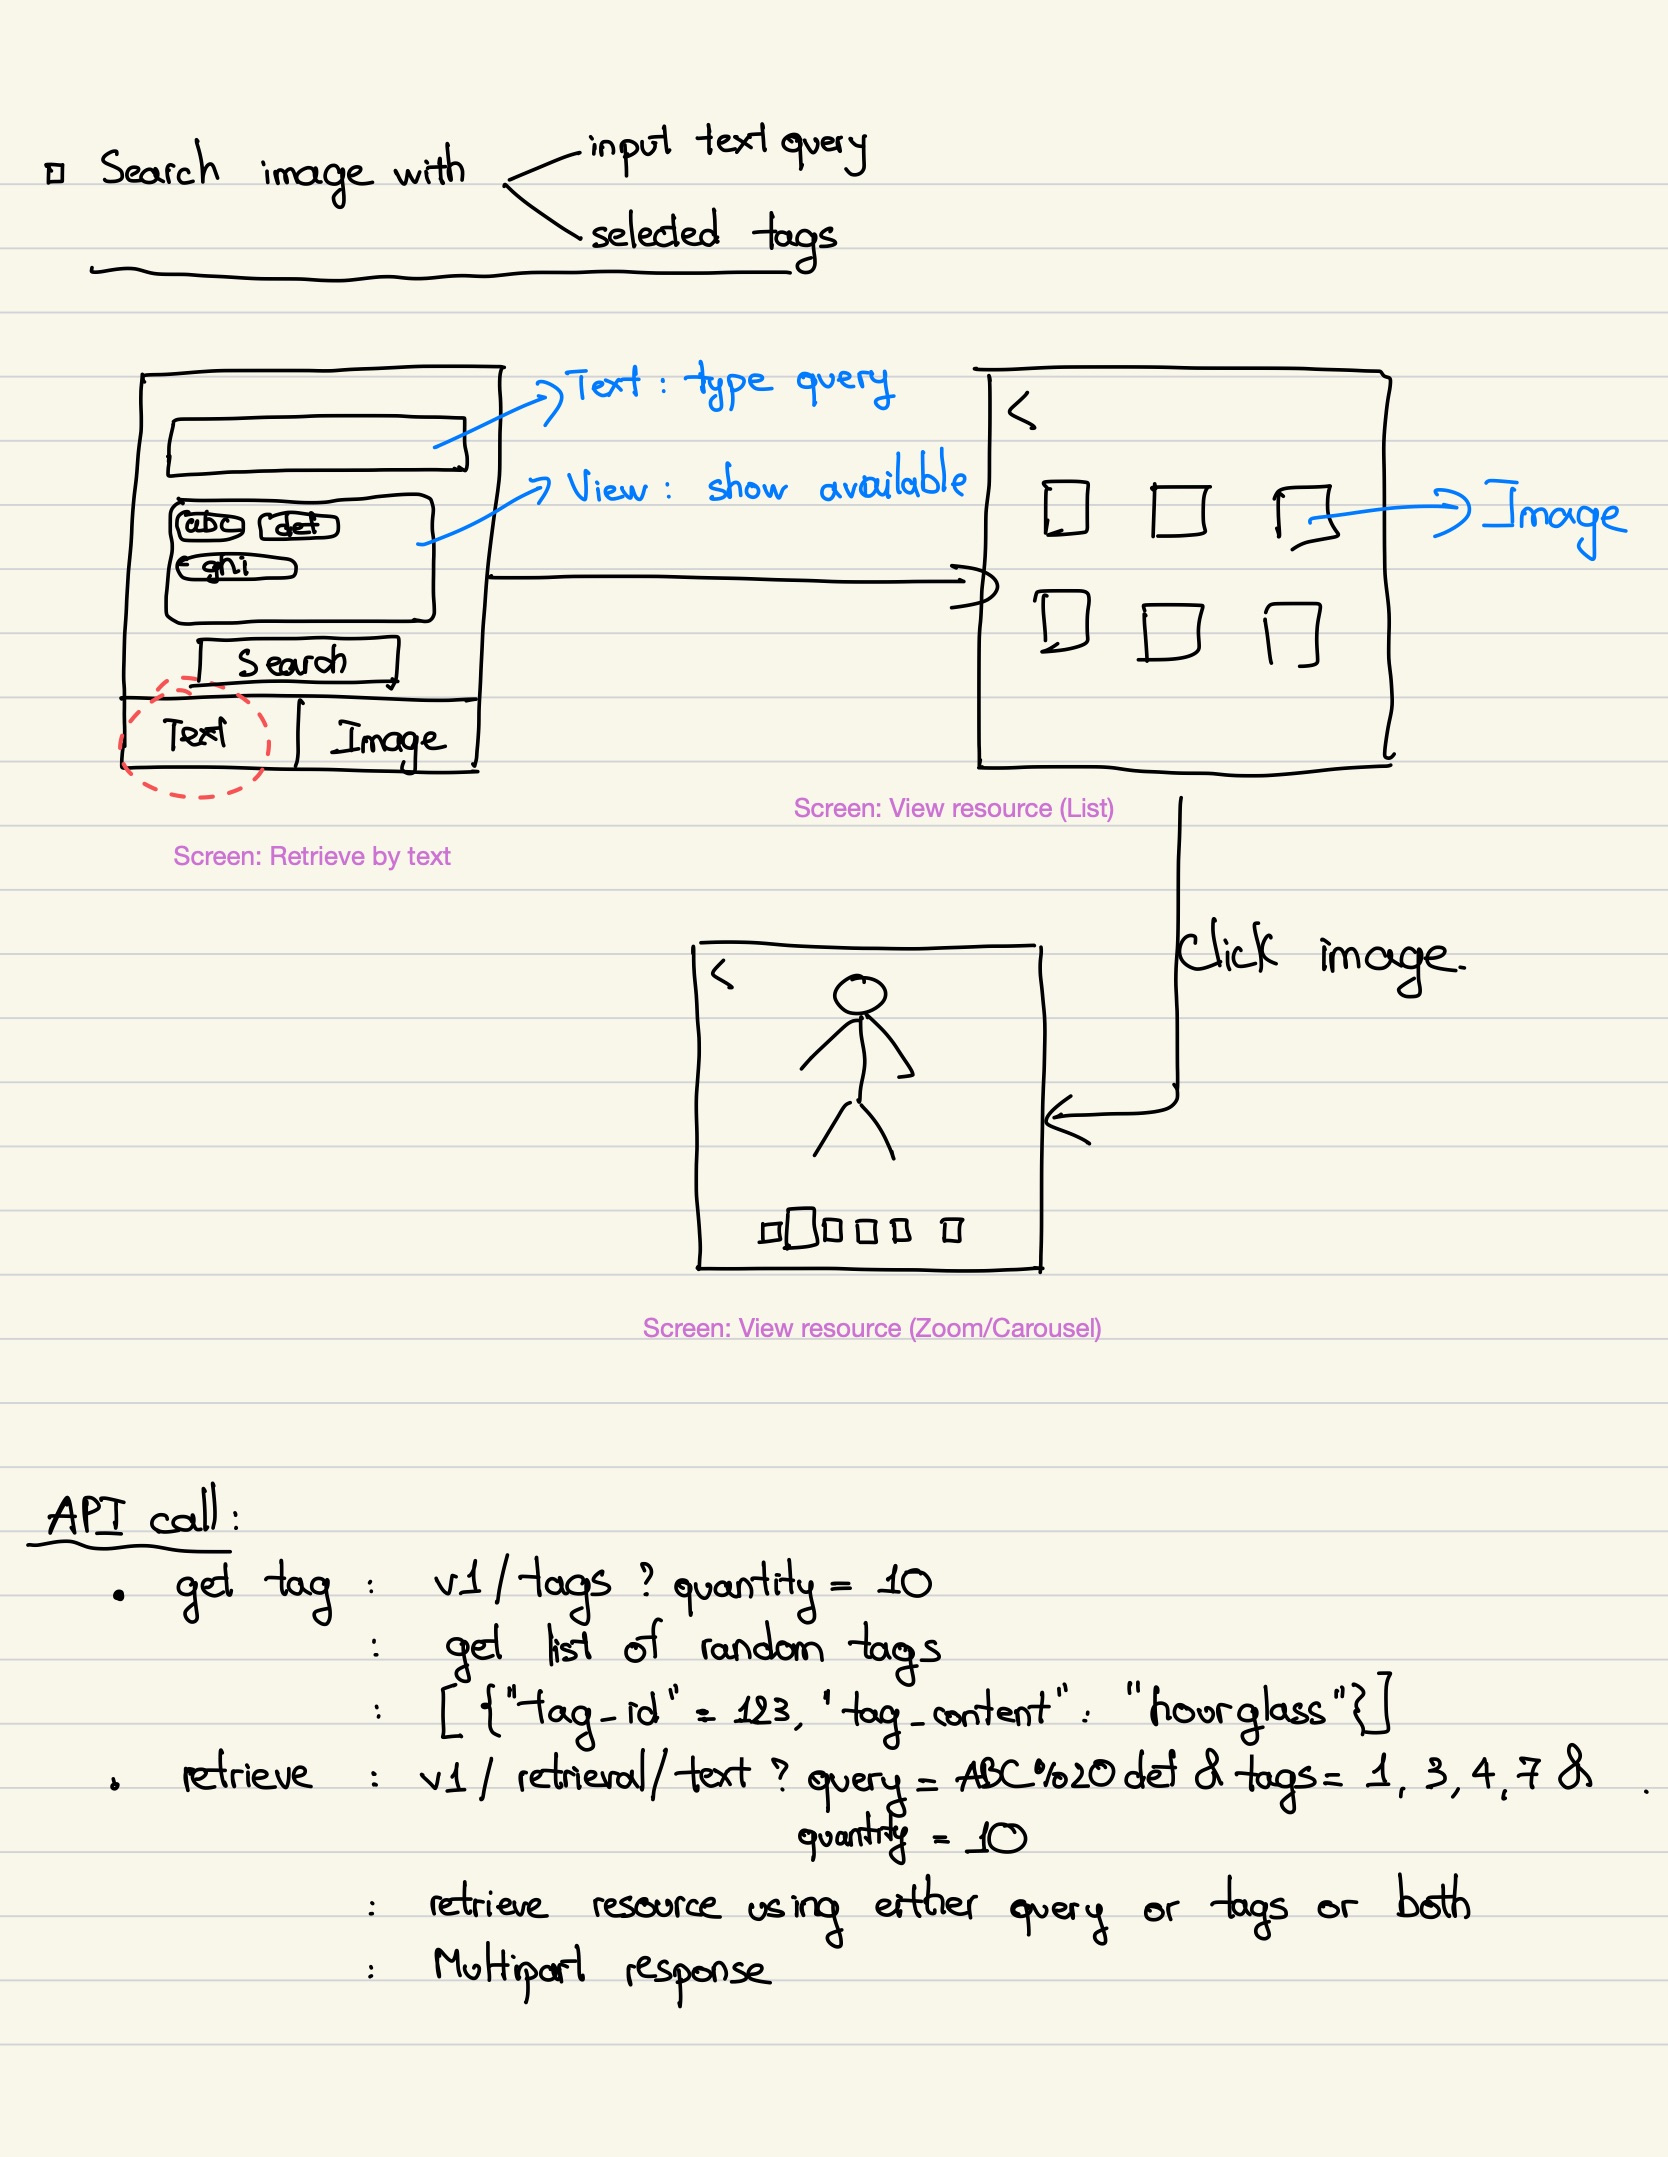 Search image with
input text query
selected tags
Text : type query
View : show available
abc def
ghi
Search
Text Image
<
Image
Screen: View resource (List)
Screen: Retrieve by text
Click image.
<
Screen: View resource (Zoom/Carousel)
API call :
• get tag : v1 / tags ? quantity = 10
: get list of random tags
: [ { "tag_id" = 123, "tag_content" : "hourglass" } ]
• retrieve : v1 / retrieval / text ? query = ABC%20def & tags = 1, 3, 4, 7 &
quantity = 10
: retrieve resource using either query or tags or both
: Multipart response